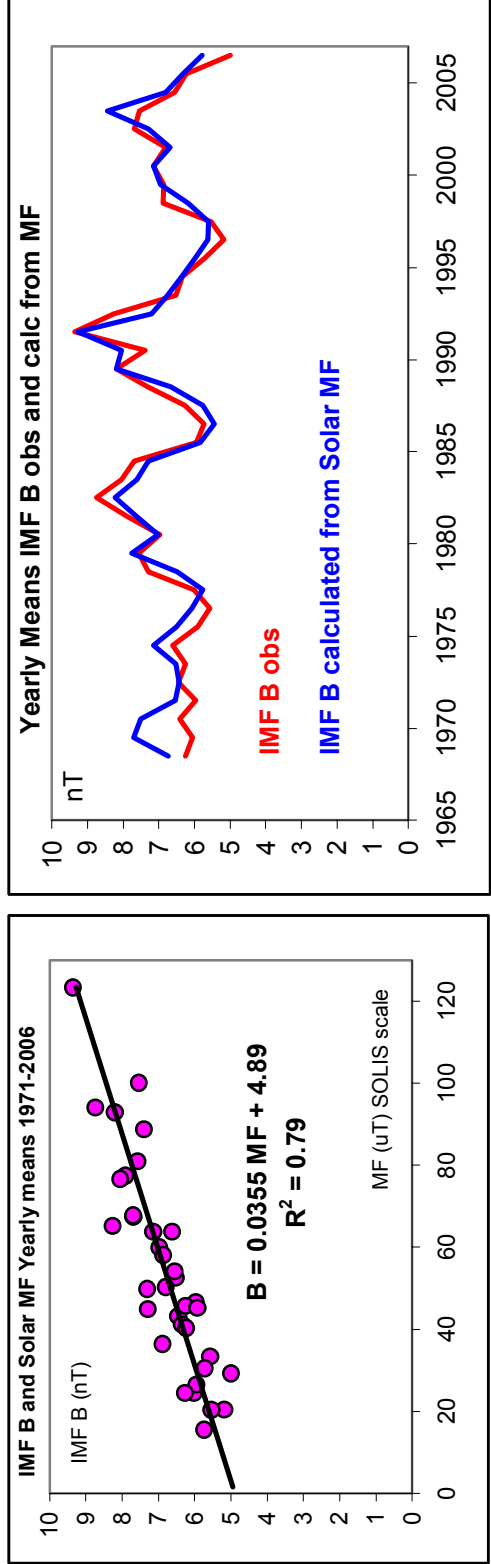 IMF B and Solar MF Yearly means 1971-2006
IMF B (nT)
10
9
8
7
6
5
4
3
2
1
0
B = 0.0355 MF + 4.89
R² = 0.79
MF (uT) SOLIS scale
0 20 40 60 80 100 120
Yearly Means IMF B obs and calc from MF
nT
10
9
8
7
6
5
4
3
2
1
0
IMF B obs
IMF B calculated from Solar MF
1965 1970 1975 1980 1985 1990 1995 2000 2005